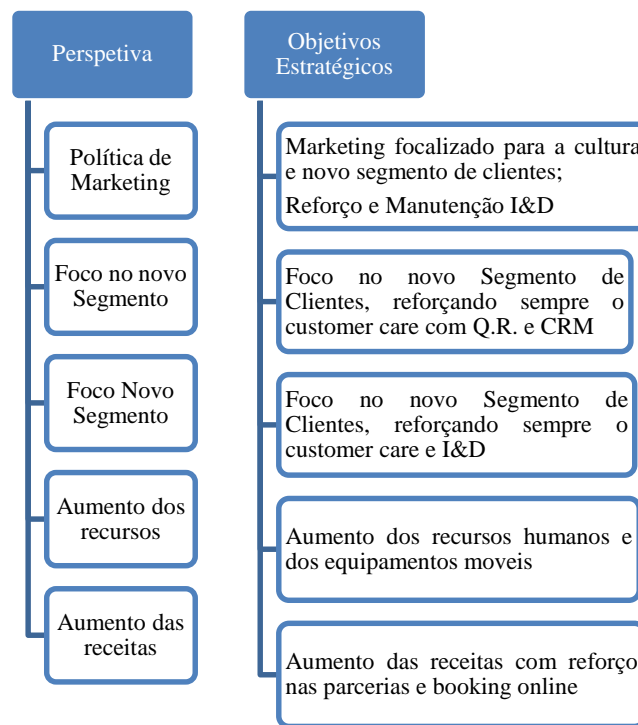 Perspetiva
Política de
Marketing
Foco no novo
Segmento
Foco Novo
Segmento
Aumento dos
recursos
Aumento das
receitas
Objetivos
Estratégicos
Marketing focalizado para a cultura
e novo segmento de clientes;
Reforço e Manutenção I&D
Foco no novo Segmento de
Clientes, reforçando sempre o
customer care com Q.R. e CRM
Foco no novo Segmento de
Clientes, reforçando sempre o
customer care e I&D
Aumento dos recursos humanos e
dos equipamentos moveis
Aumento das receitas com reforço
nas parcerias e booking online